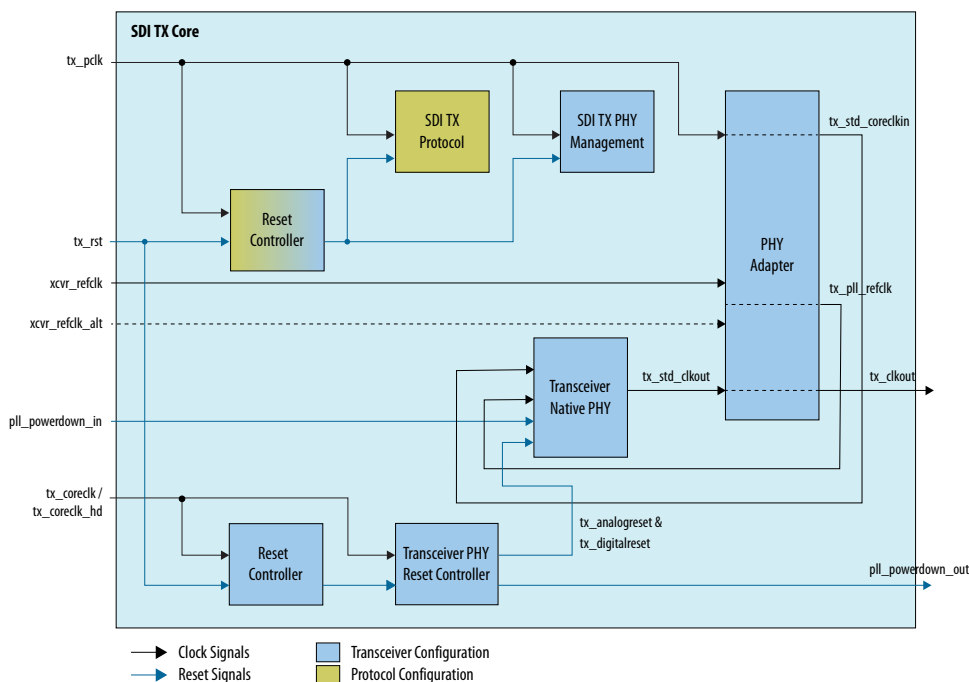 SDI TX Core
tx_pclk
SDI TX
Protocol
SDI TX PHY
Management
tx_std_coreclkin
Reset
Controller
tx_rst
PHY
Adapter
xcvr_refclk
tx_pll_refclk
xcvr_refclk_alt
Transceiver
Native PHY
tx_std_clkout
tx_clkout
pll_powerdown_in
tx_coreclk /
tx_coreclk_hd
tx_analogreset &
tx_digitalreset
Reset
Controller
Transceiver PHY
Reset Controller
pll_powerdown_out
Clock Signals
Transceiver Configuration
Reset Signals
Protocol Configuration